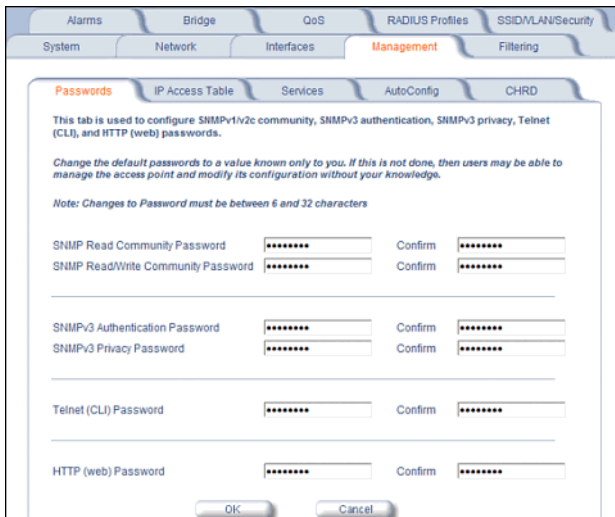 Alarms Bridge QoS RADIUS Profiles SSID/VLAN/Security
System Network Interfaces Management Filtering
Passwords IP Access Table Services AutoConfig CHRD
This tab is used to configure SNMPv1/v2c community, SNMPv3 authentication, SNMPv3 privacy, Telnet
(CLI), and HTTP (web) passwords.
Change the default passwords to a value known only to you. If this is not done, then users may be able to
manage the access point and modify its configuration without your knowledge.
Note: Changes to Password must be between 6 and 32 characters
SNMP Read Community Password •••••••• Confirm ••••••••
SNMP Read/Write Community Password •••••••• Confirm ••••••••
SNMPv3 Authentication Password •••••••• Confirm ••••••••
SNMPv3 Privacy Password •••••••• Confirm ••••••••
Telnet (CLI) Password •••••••• Confirm ••••••••
HTTP (web) Password •••••••• Confirm ••••••••
OK Cancel